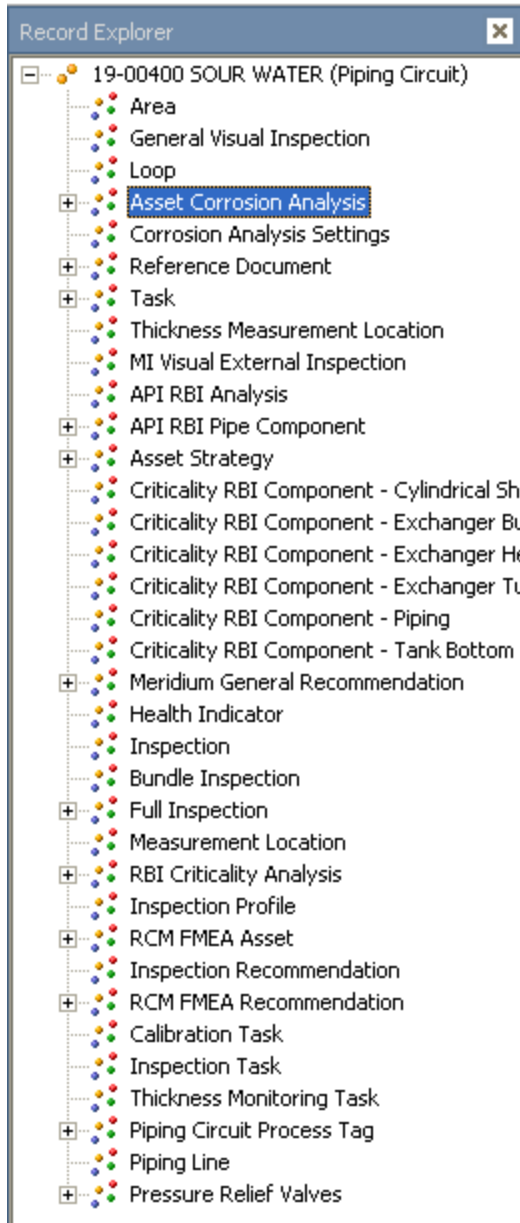 Record Explorer
19-00400 SOUR WATER (Piping Circuit)
Area
General Visual Inspection
Loop
Asset Corrosion Analysis
Corrosion Analysis Settings
Reference Document
Task
Thickness Measurement Location
MI Visual External Inspection
API RBI Analysis
API RBI Pipe Component
Asset Strategy
Criticality RBI Component - Cylindrical Sh
Criticality RBI Component - Exchanger Bu
Criticality RBI Component - Exchanger He
Criticality RBI Component - Exchanger Tu
Criticality RBI Component - Piping
Criticality RBI Component - Tank Bottom
Meridium General Recommendation
Health Indicator
Inspection
Bundle Inspection
Full Inspection
Measurement Location
RBI Criticality Analysis
Inspection Profile
RCM FMEA Asset
Inspection Recommendation
RCM FMEA Recommendation
Calibration Task
Inspection Task
Thickness Monitoring Task
Piping Circuit Process Tag
Piping Line
Pressure Relief Valves